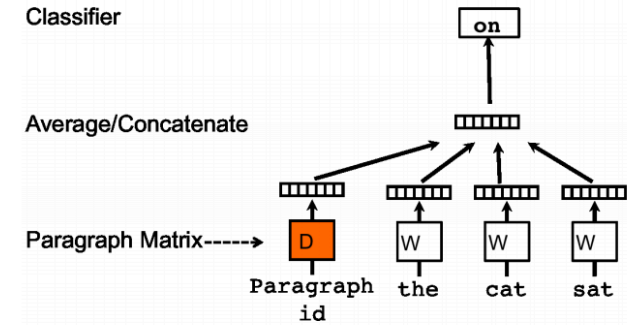 Classifier
on
Average/Concatenate
Paragraph Matrix
D
W
W
W
Paragraph
id
the
cat
sat